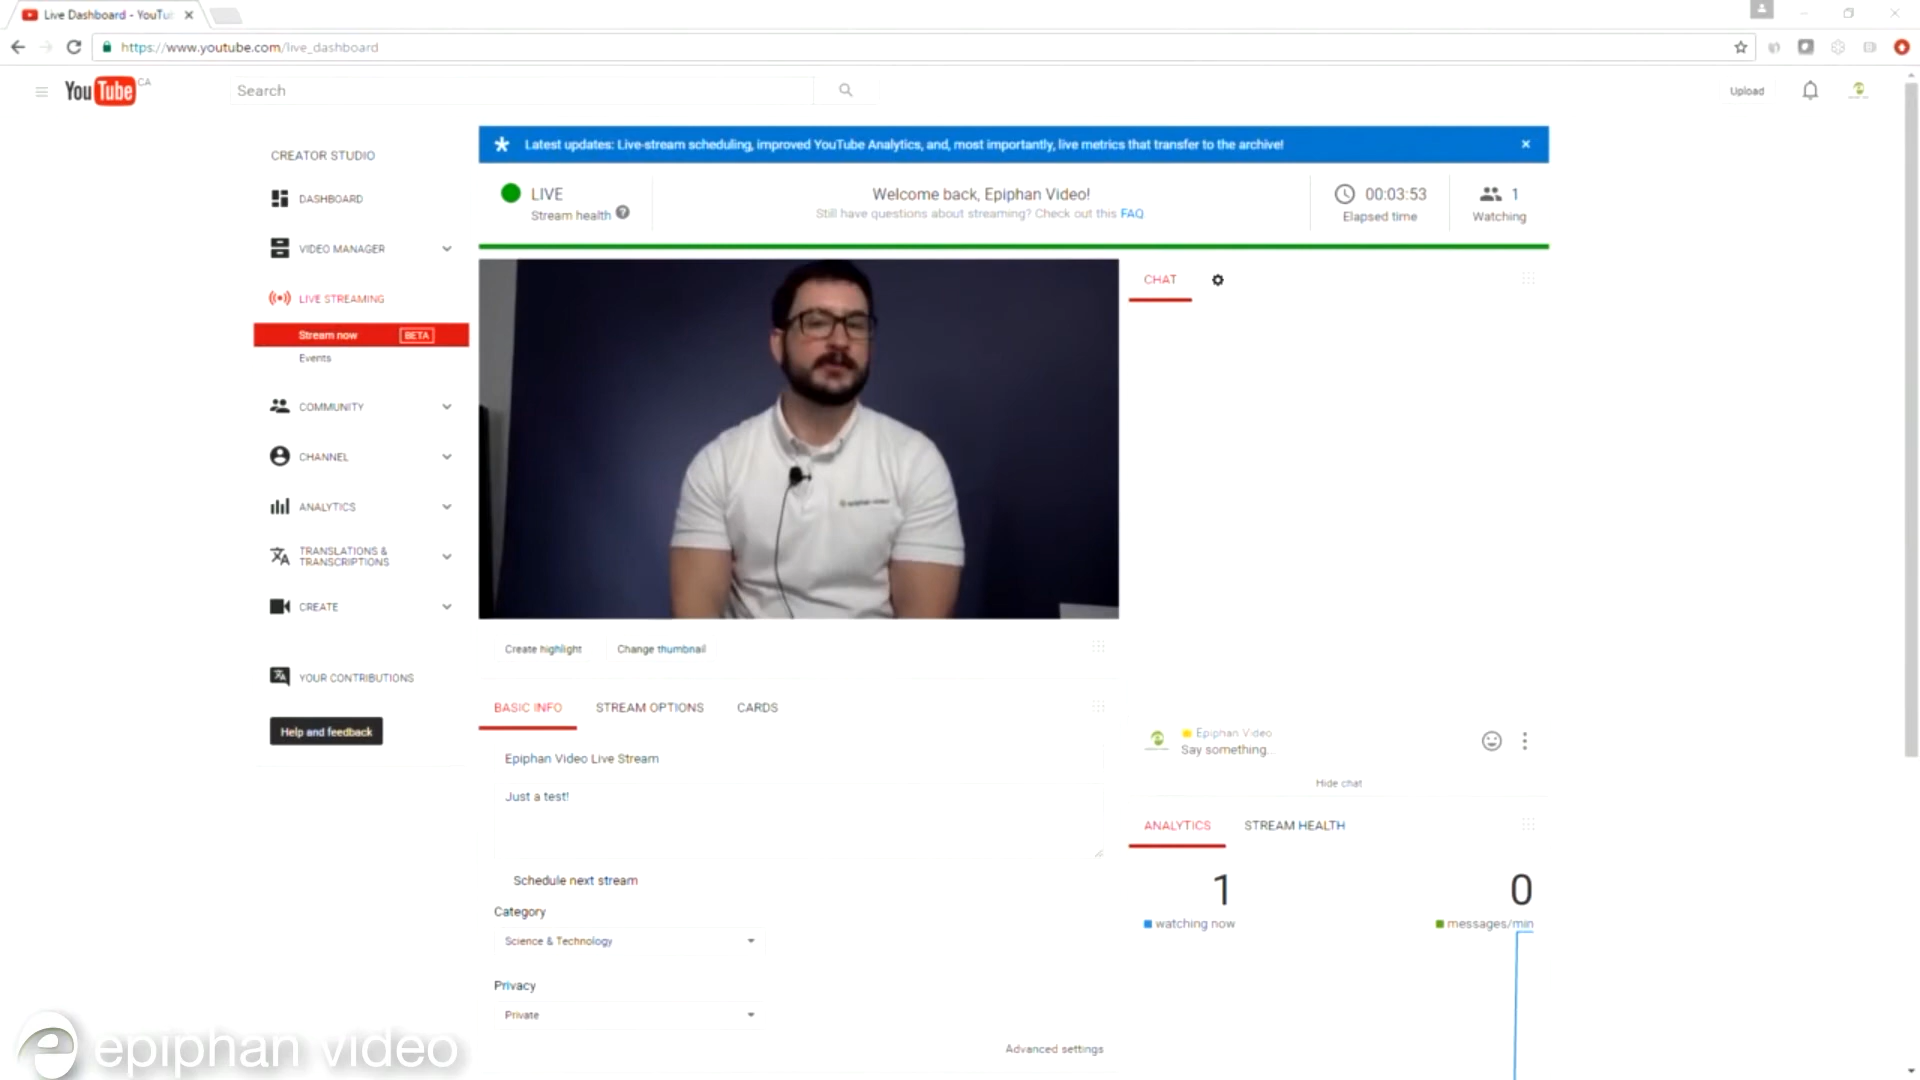 Live Dashboard - YouTu
https://www.youtube.com/live_dashboard
YouTube CA
Search
Upload
CREATOR STUDIO
DASHBOARD
VIDEO MANAGER
LIVE STREAMING
Stream now BETA
Events
COMMUNITY
CHANNEL
ANALYTICS
TRANSLATIONS &
TRANSCRIPTIONS
CREATE
YOUR CONTRIBUTIONS
Help and feedback
Latest updates: Live-stream scheduling, improved YouTube Analytics, and, most importantly, live metrics that transfer to the archive!
LIVE
Stream health
Welcome back, Epiphan Video!
Still have questions about streaming? Check out this FAQ
00:03:53
Elapsed time
1
Watching
epiphan video
Create highlight
Change thumbnail
BASIC INFO
STREAM OPTIONS
CARDS
Epiphan Video Live Stream
Just a test!
Schedule next stream
Category
Science & Technology
Privacy
Private
Advanced settings
CHAT
Epiphan Video
Say something...
Hide chat
ANALYTICS
STREAM HEALTH
1
watching now
0
messages/min
epiphan video